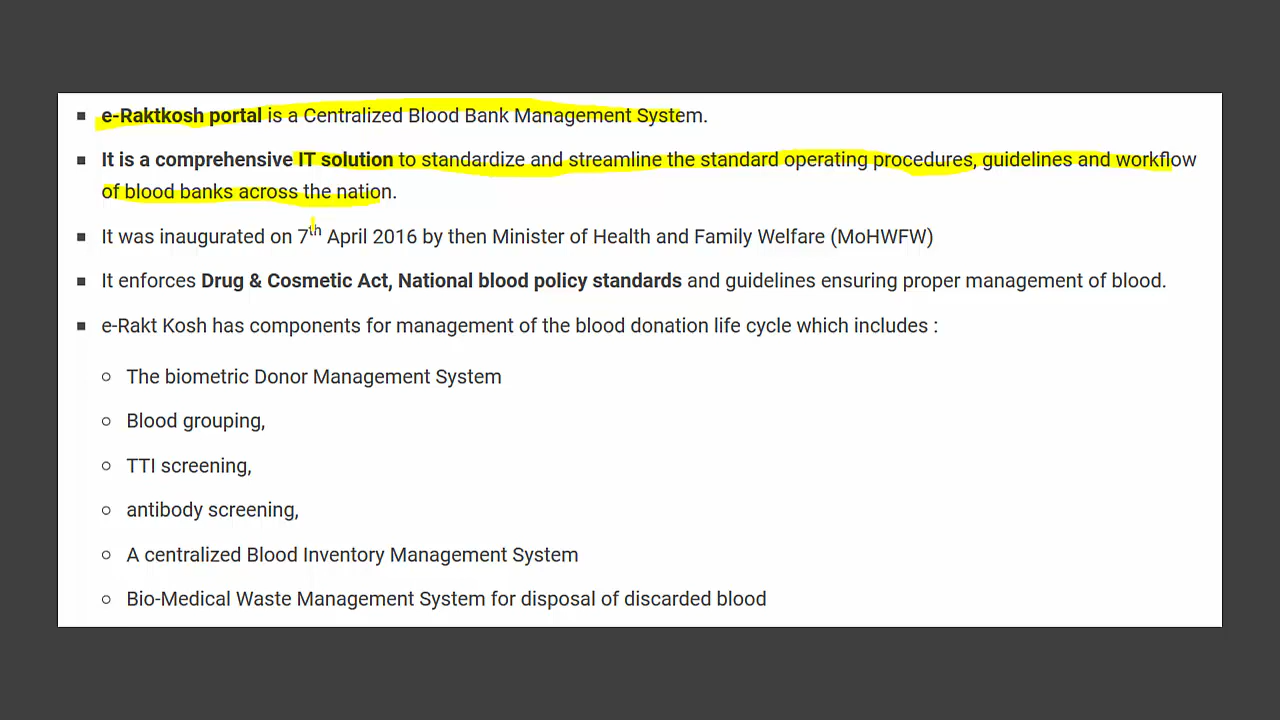 e-Raktkosh portal is a Centralized Blood Bank Management System.
It is a comprehensive IT solution to standardize and streamline the standard operating procedures, guidelines and workflow
of blood banks across the nation.
It was inaugurated on 7th April 2016 by then Minister of Health and Family Welfare (MoHWFW)
It enforces Drug & Cosmetic Act, National blood policy standards and guidelines ensuring proper management of blood.
e-Rakt Kosh has components for management of the blood donation life cycle which includes :
The biometric Donor Management System
Blood grouping,
TTI screening,
antibody screening,
A centralized Blood Inventory Management System
Bio-Medical Waste Management System for disposal of discarded blood